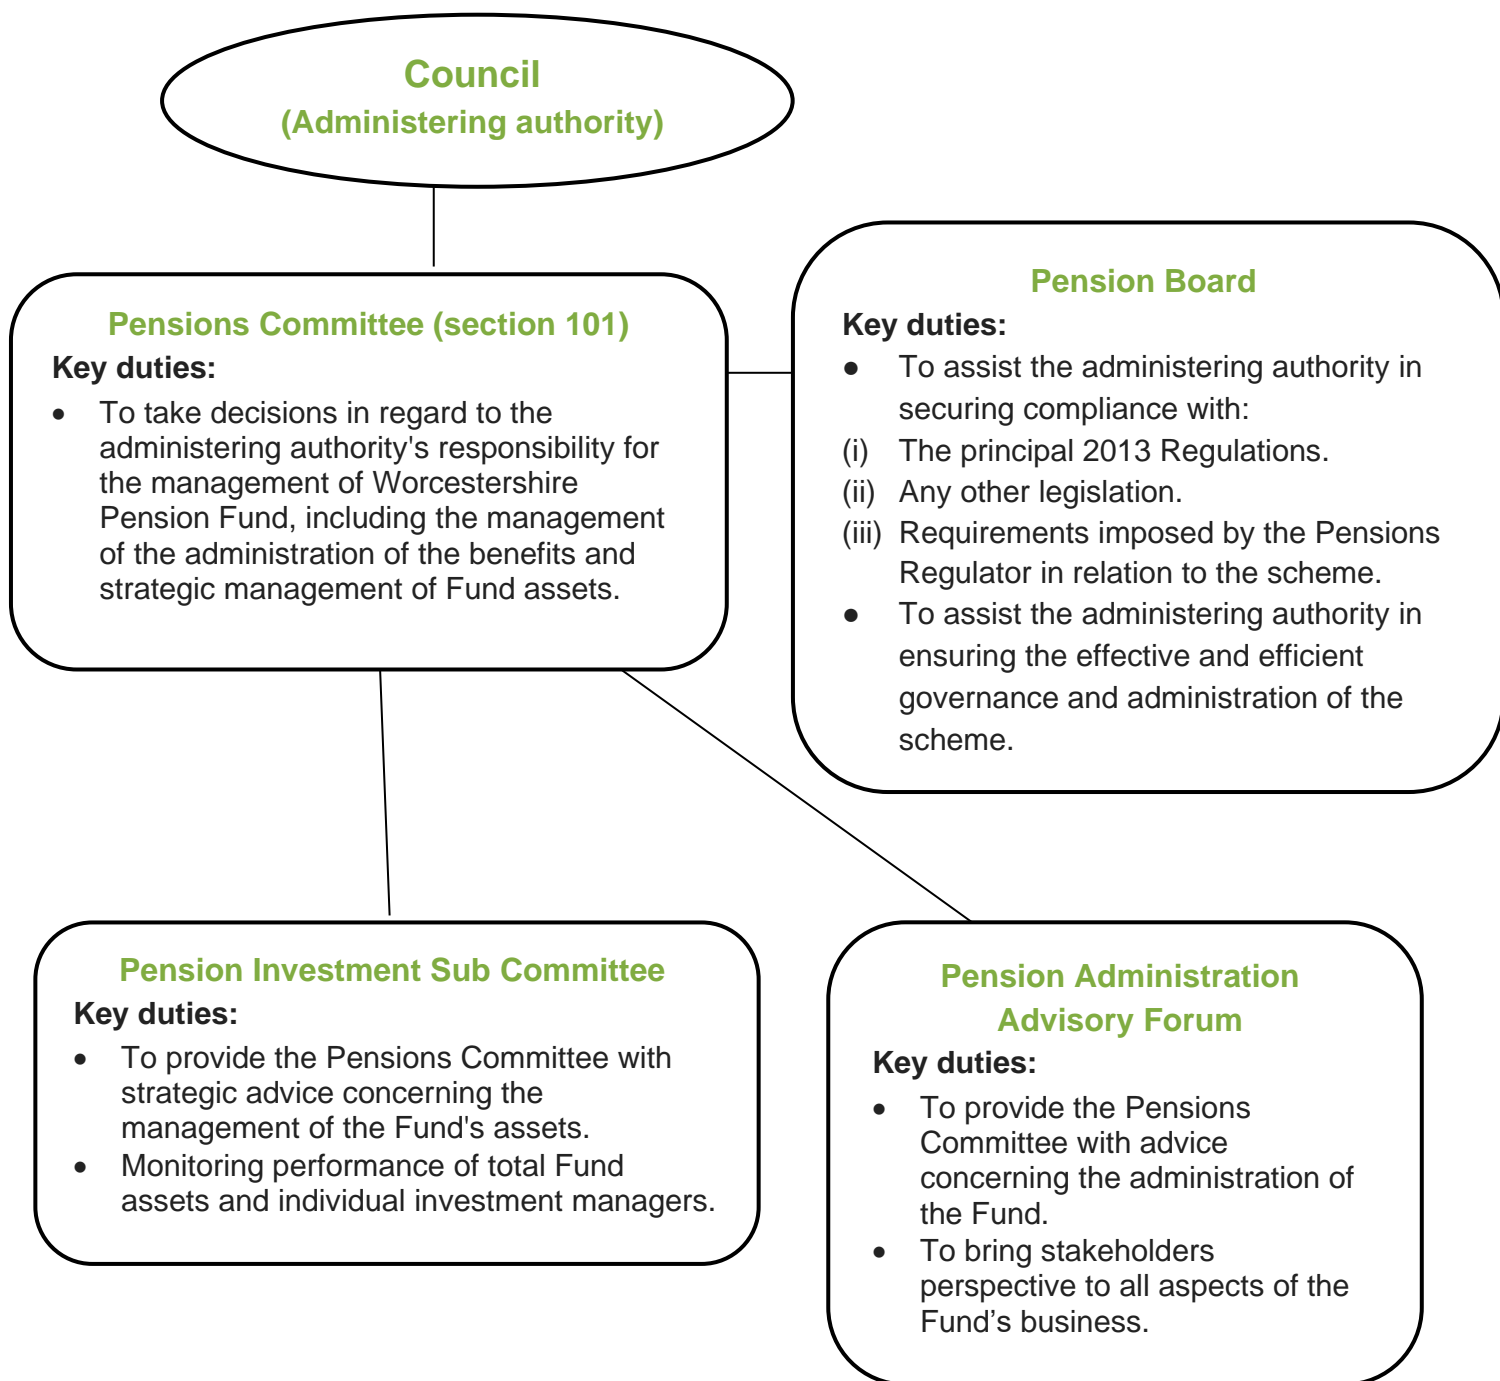 Council
(Administering authority)
Pensions Committee (section 101)
Key duties:
• To take decisions in regard to the
administering authority's responsibility for
the management of Worcestershire
Pension Fund, including the management
of the administration of the benefits and
strategic management of Fund assets.
Pension Board
Key duties:
• To assist the administering authority in
securing compliance with:
(i) The principal 2013 Regulations.
(ii) Any other legislation.
(iii) Requirements imposed by the Pensions
Regulator in relation to the scheme.
• To assist the administering authority in
ensuring the effective and efficient
governance and administration of the
scheme.
Pension Investment Sub Committee
Key duties:
• To provide the Pensions Committee with
strategic advice concerning the
management of the Fund's assets.
• Monitoring performance of total Fund
assets and individual investment managers.
Pension Administration
Advisory Forum
Key duties:
• To provide the Pensions
Committee with advice
concerning the administration of
the Fund.
• To bring stakeholders
perspective to all aspects of the
Fund’s business.